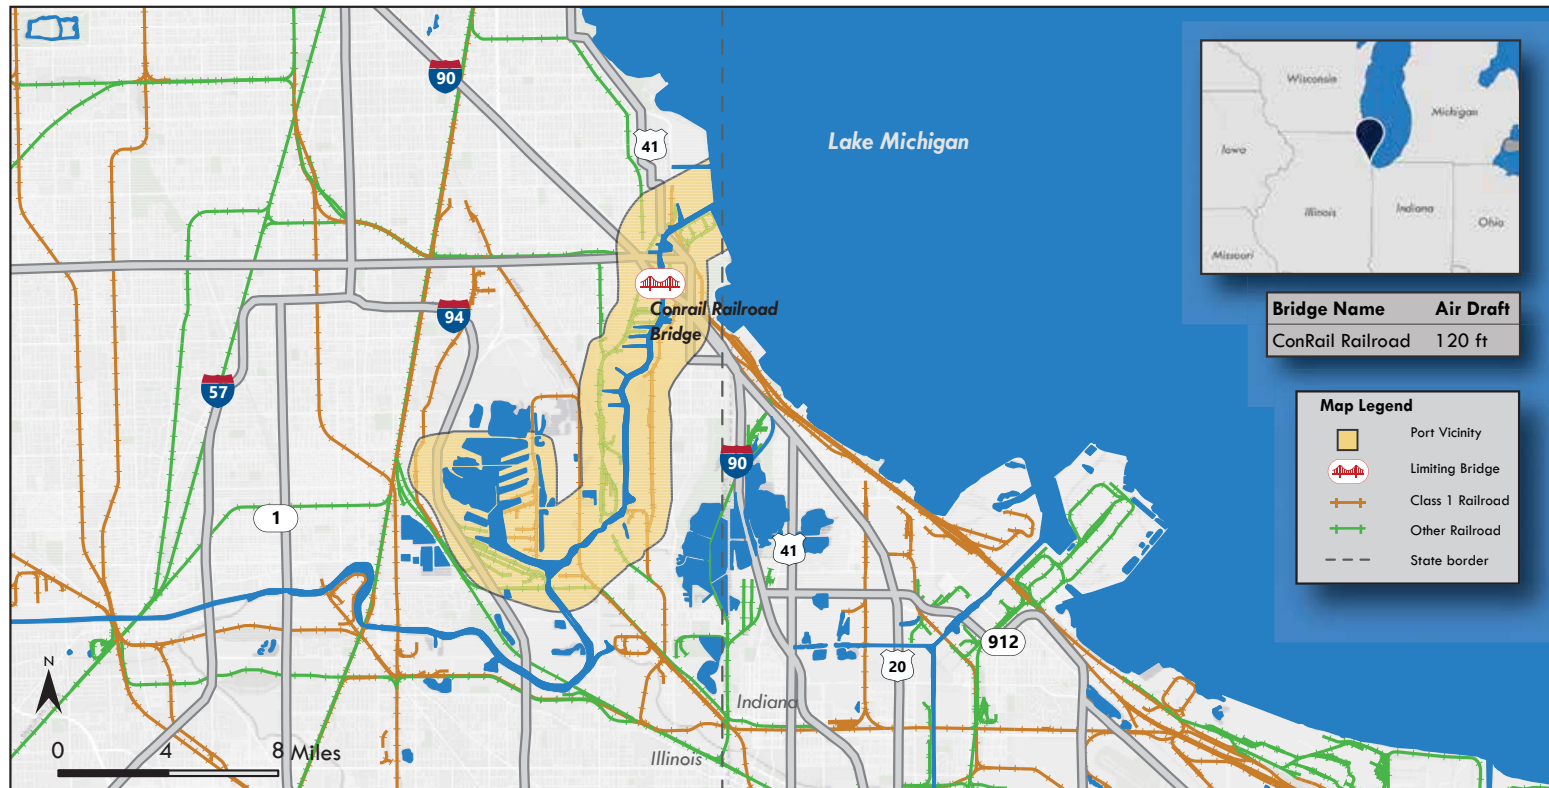 90
41
Lake Michigan
Wisconsin
Michigan
Iowa
Illinois
Indiana
Ohio
Missouri
Conrail Railroad
Bridge
94
Bridge Name Air Draft
ConRail Railroad 120 ft
57
Map Legend
Port Vicinity
Limiting Bridge
Class 1 Railroad
Other Railroad
State border
90
1
41
912
20
N
Indiana
Illinois
0 4 8 Miles